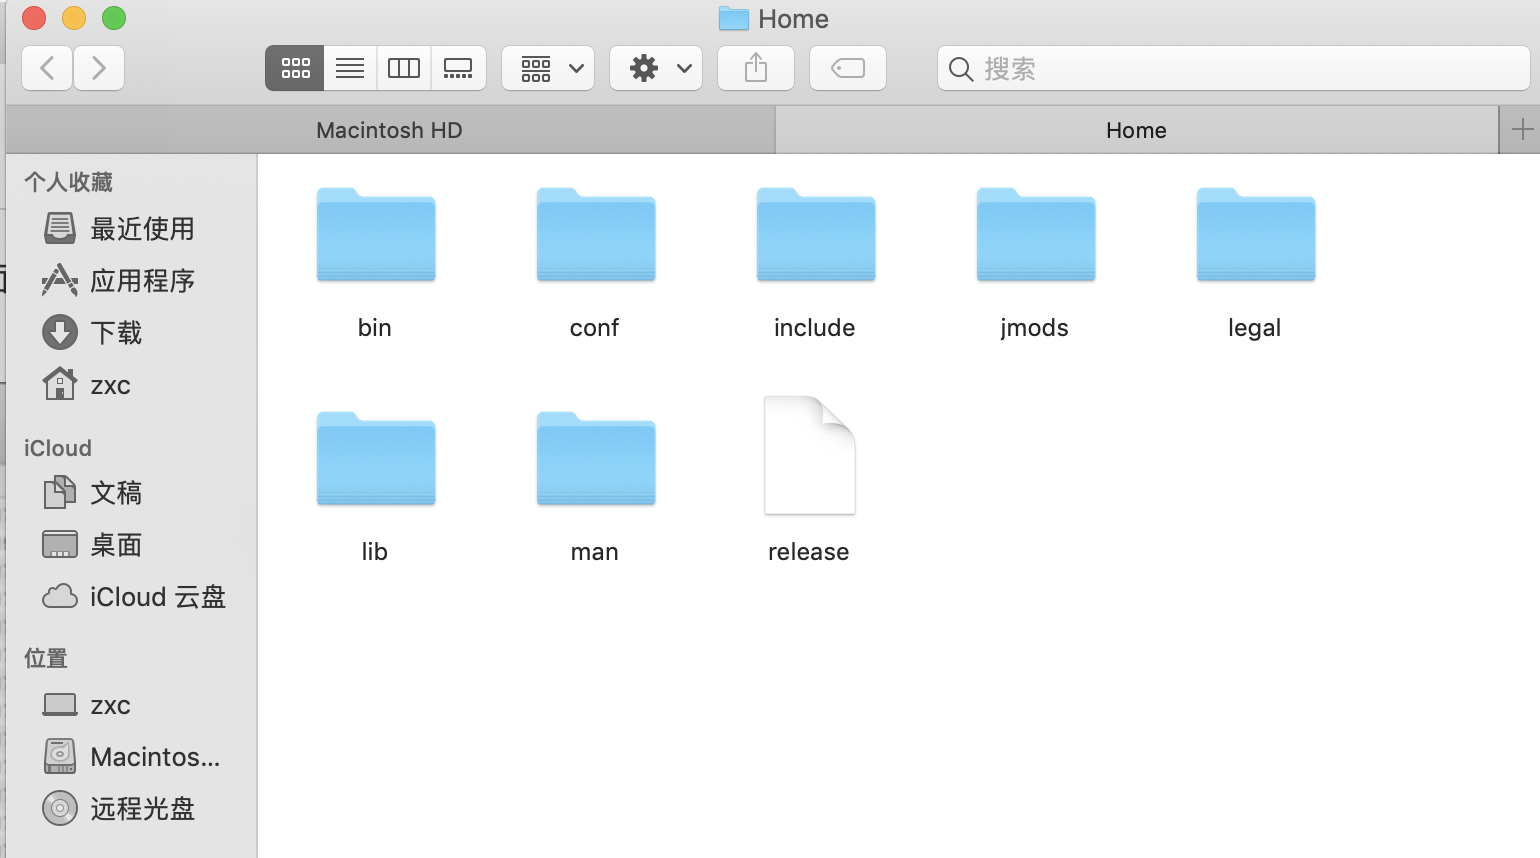 Home
搜索
Macintosh HD
Home
个人收藏
最近使用
应用程序
下载
zxc
iCloud
文稿
桌面
iCloud 云盘
位置
zxc
Macintos...
远程光盘
bin
conf
include
jmods
legal
lib
man
release